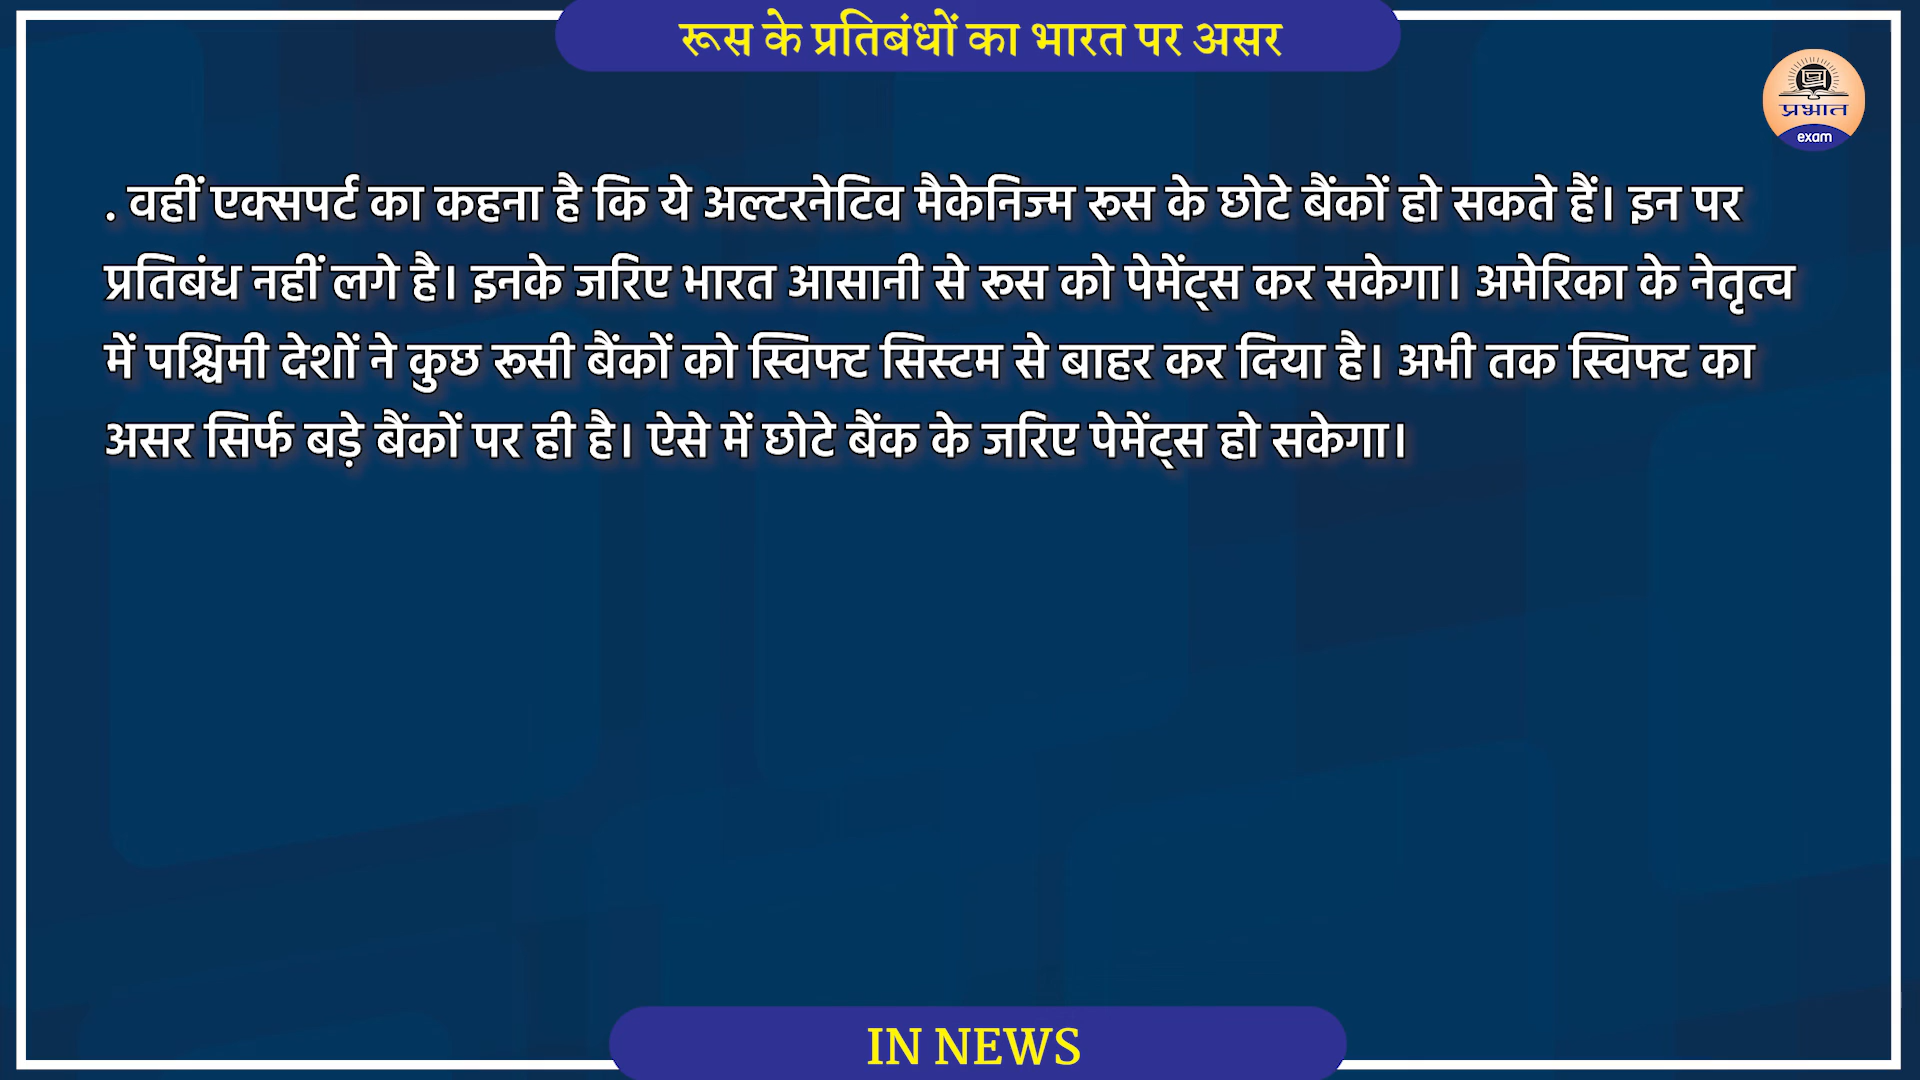 रूस के प्रतिबंधों का भारत पर असर
प्रभात
exam
. वहीं एक्सपर्ट का कहना है कि ये अल्टरनेटिव मैकेनिज्म रूस के छोटे बैंकों हो सकते हैं। इन पर
प्रतिबंध नहीं लगे है। इनके जरिए भारत आसानी से रूस को पेमेंट्स कर सकेगा। अमेरिका के नेतृत्व
में पश्चिमी देशों ने कुछ रूसी बैंकों को स्विफ्ट सिस्टम से बाहर कर दिया है। अभी तक स्विफ्ट का
असर सिर्फ बड़े बैंकों पर ही है। ऐसे में छोटे बैंक के जरिए पेमेंट्स हो सकेगा।
IN NEWS